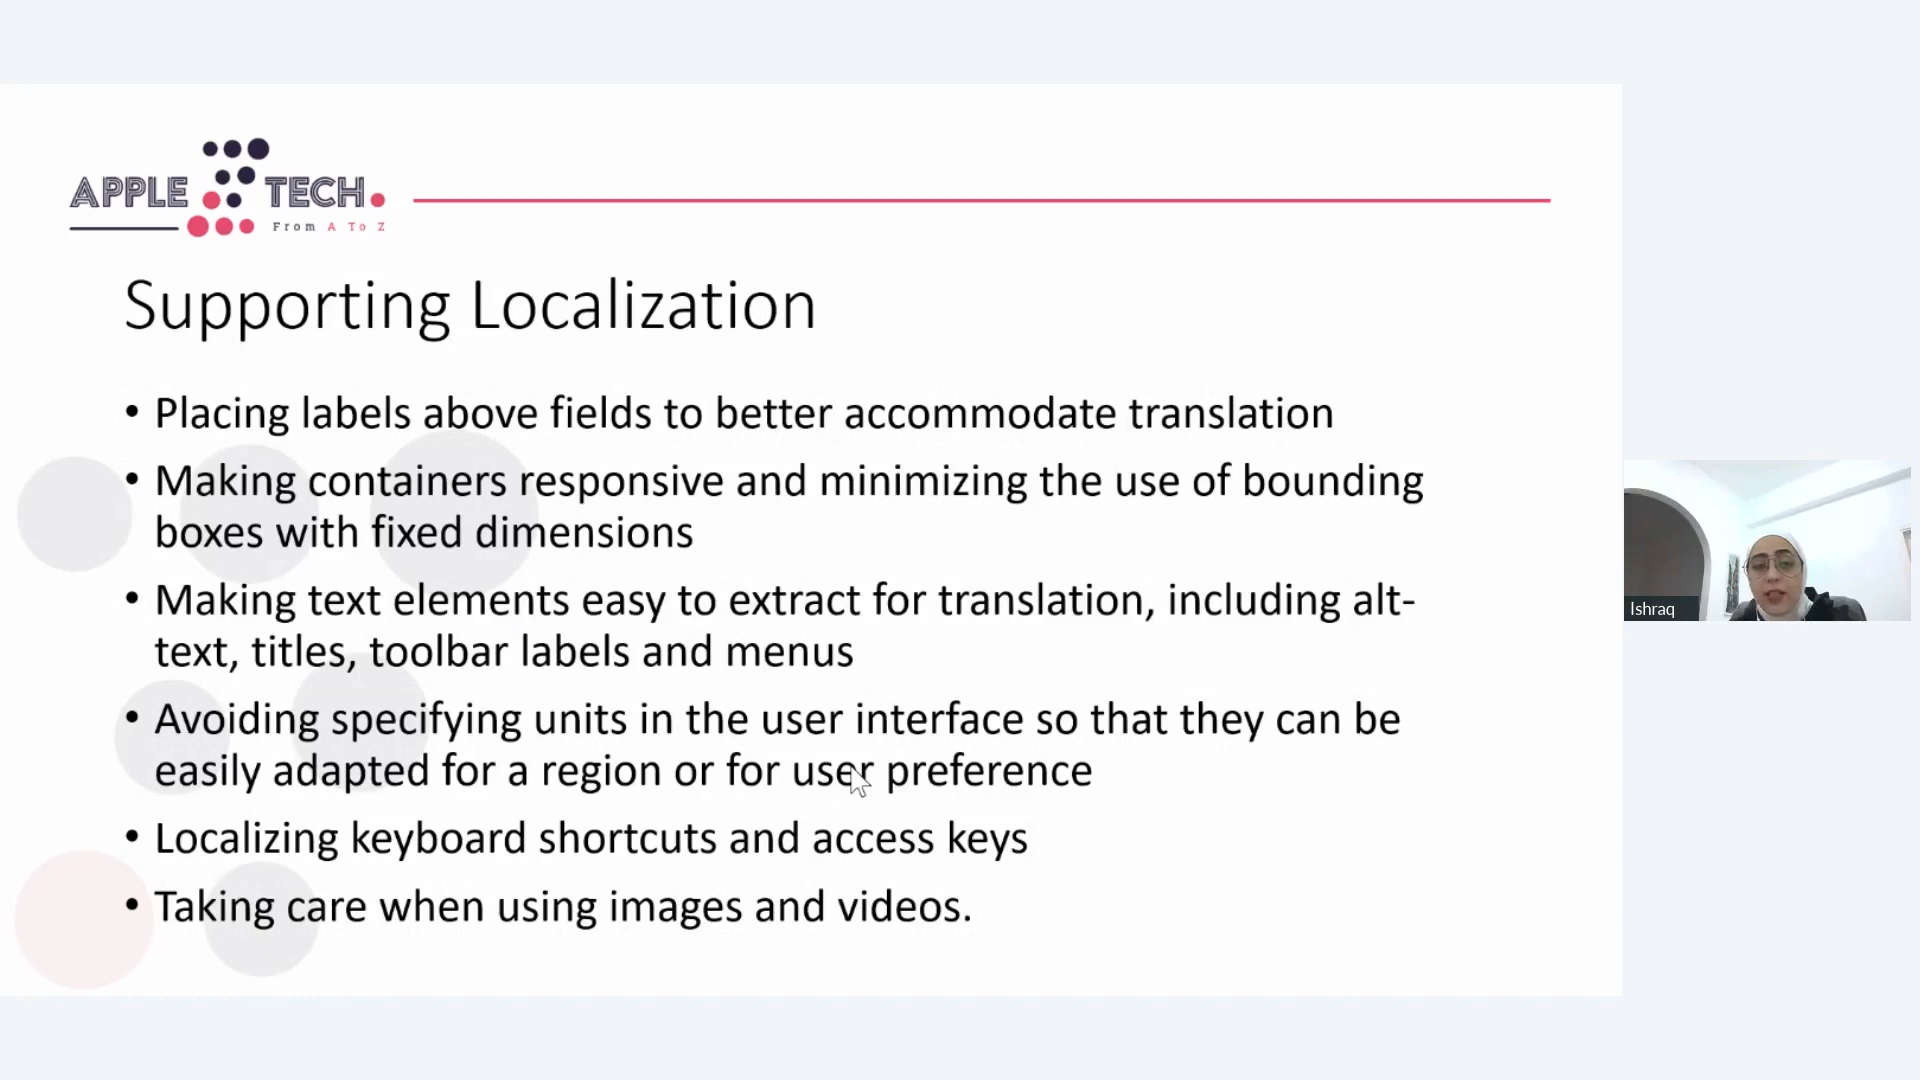 APPLE TECH.
From A To Z
Supporting Localization
• Placing labels above fields to better accommodate translation
• Making containers responsive and minimizing the use of bounding
boxes with fixed dimensions
• Making text elements easy to extract for translation, including alt-
text, titles, toolbar labels and menus
• Avoiding specifying units in the user interface so that they can be
easily adapted for a region or for user preference
• Localizing keyboard shortcuts and access keys
• Taking care when using images and videos.
Ishraq